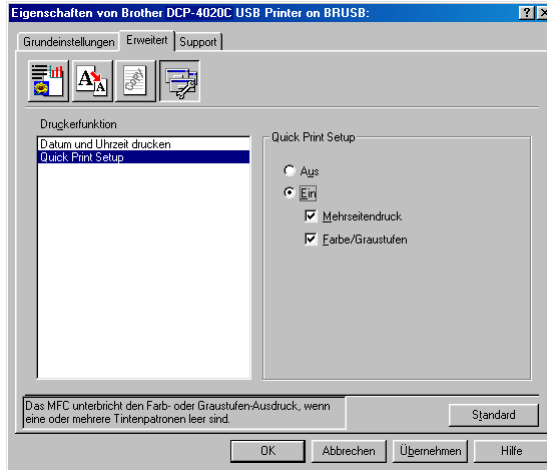 Eigenschaften von Brother DCP-4020C USB Printer on BRUSB:
Grundeinstellungen Erweitert Support
Druckerfunktion
Datum und Uhrzeit drucken
Quick Print Setup
Quick Print Setup
Aus
Ein
Mehrseitendruck
Farbe/Graustufen
Das MFC unterbricht den Farb- oder Graustufen-Ausdruck, wenn
eine oder mehrere Tintenpatronen leer sind.
Standard
OK Abbrechen Übernehmen Hilfe